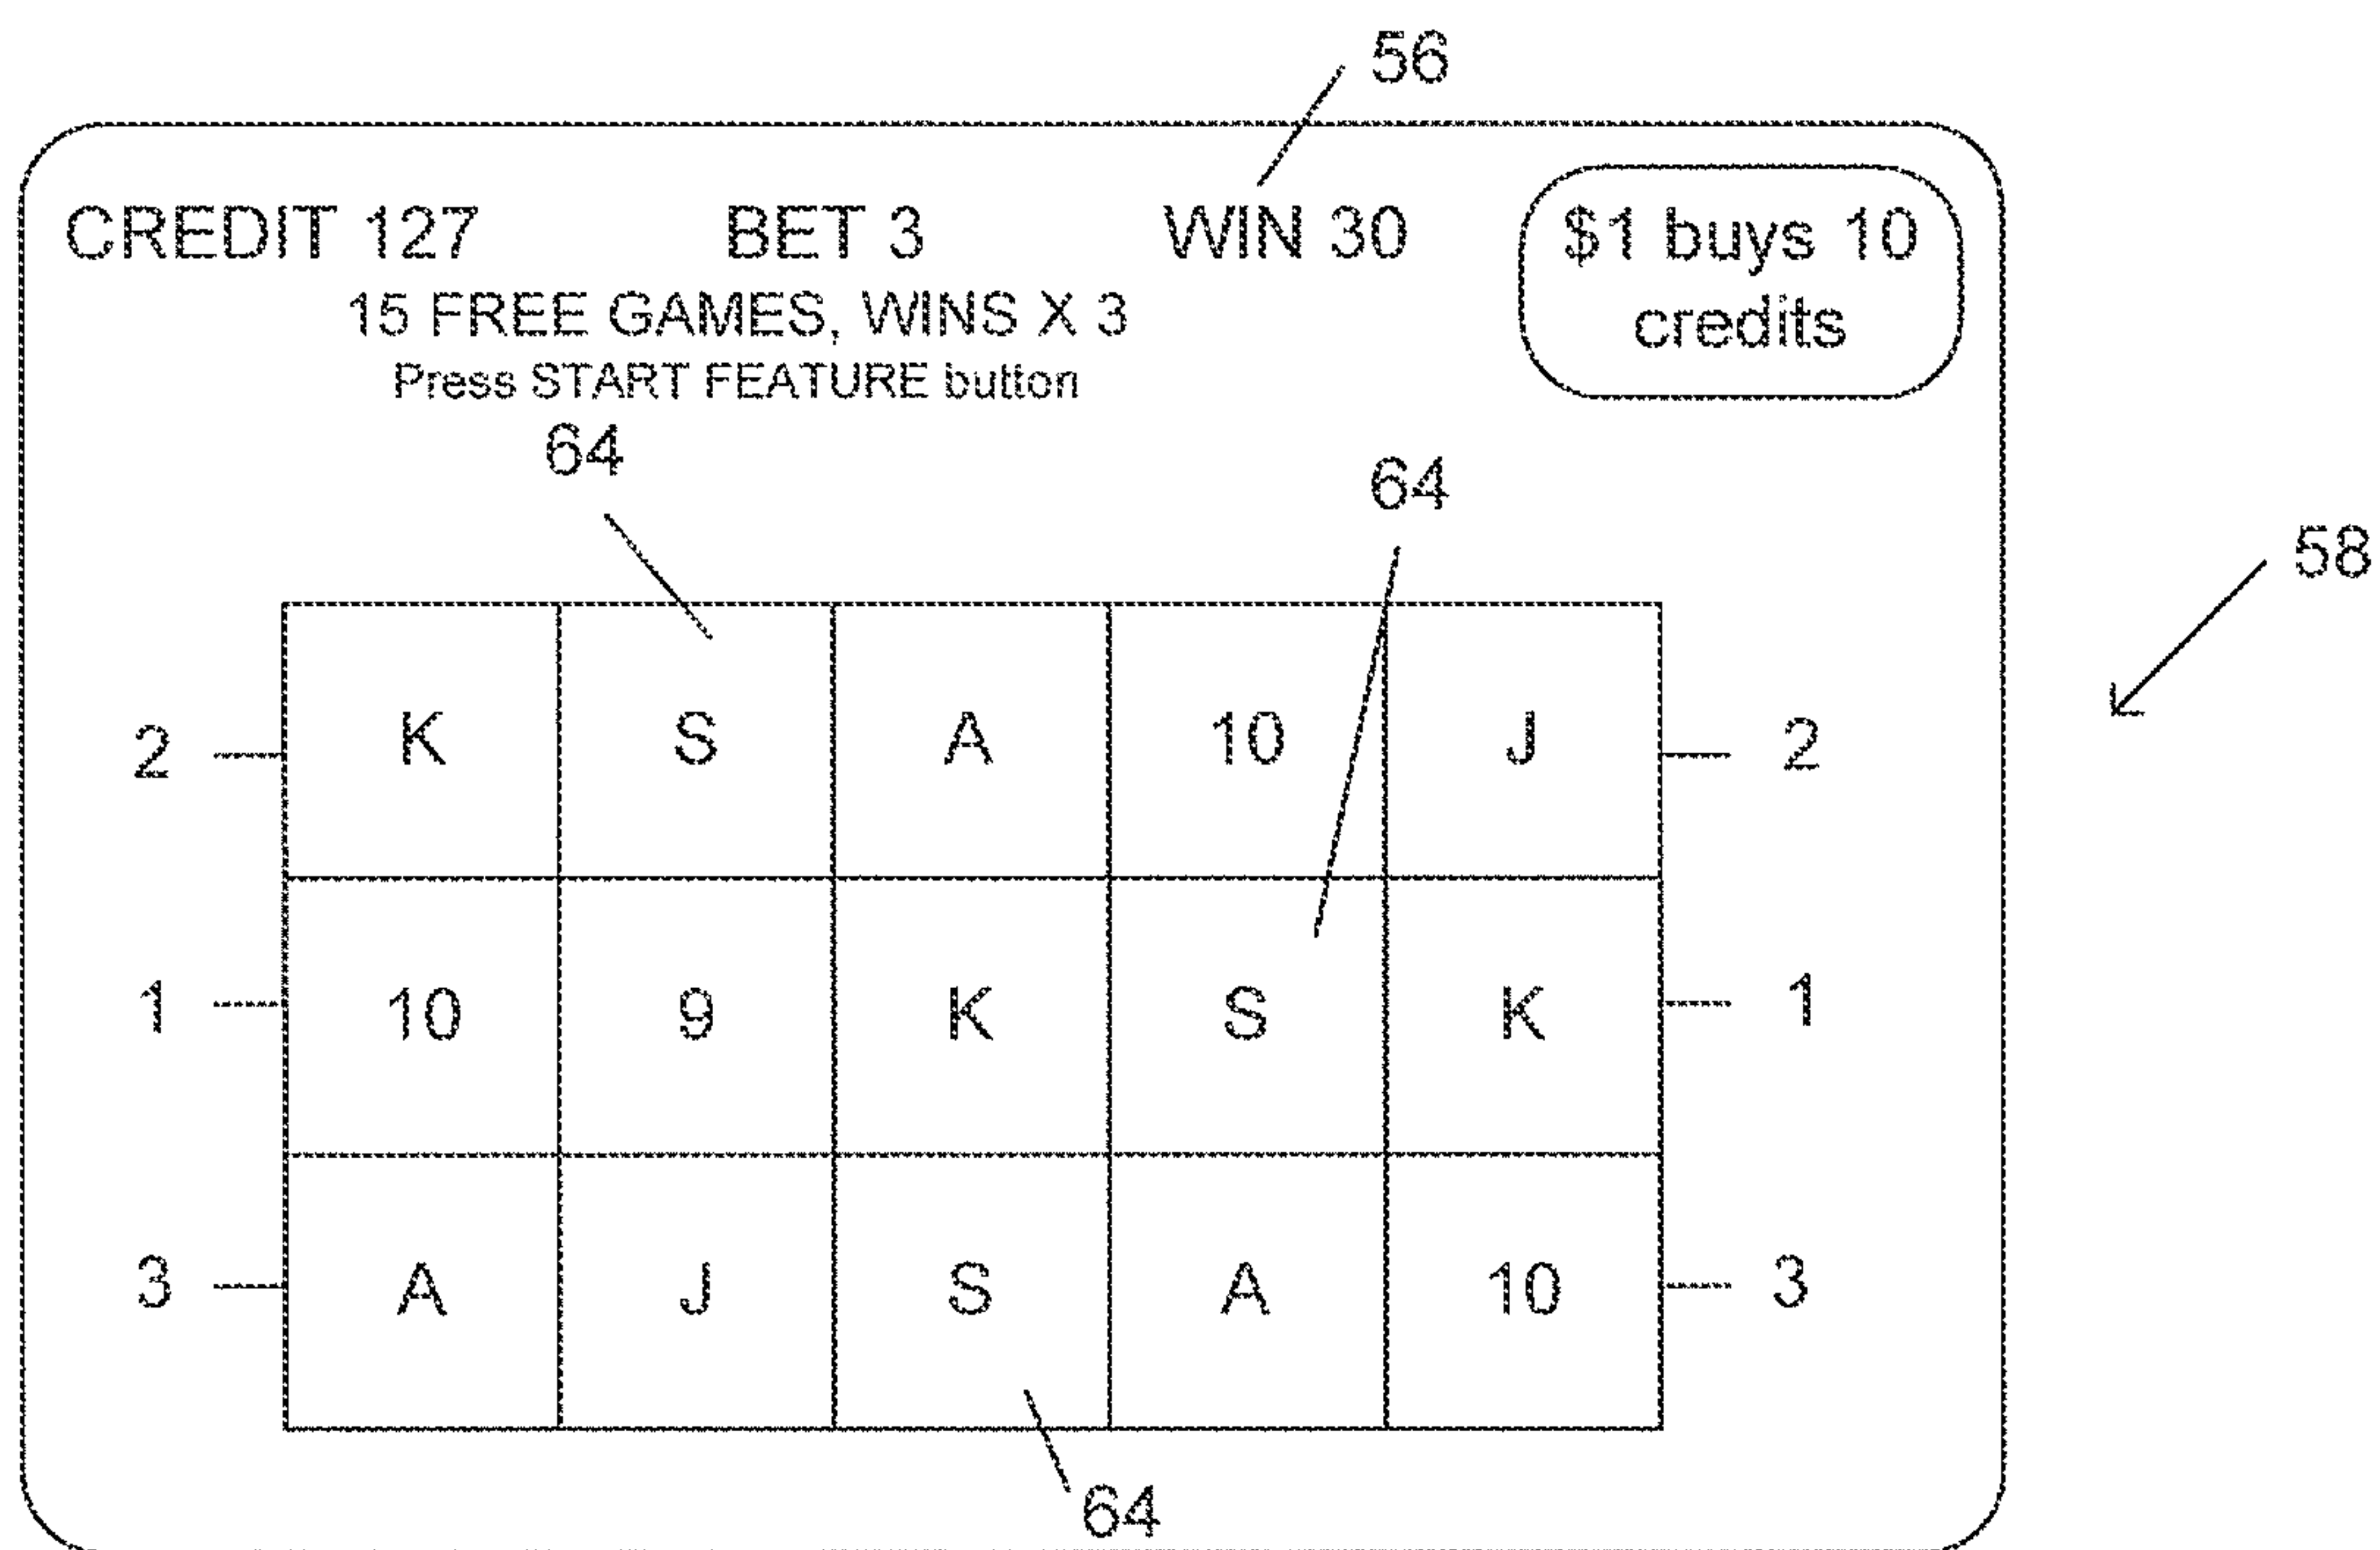 56
CREDIT 127 BET 3 WIN 30 $1 buys 10
15 FREE GAMES, WINS X 3 credits
Press START FEATURE button
64
64
58
2 K S A 10 J 2
1 10 9 K S K 1
3 A J S A 10 3
64